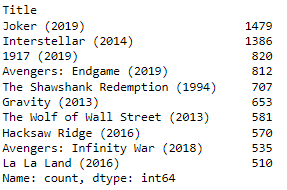 Title
Joker (2019) 1479
Interstellar (2014) 1386
1917 (2019) 820
Avengers: Endgame (2019) 812
The Shawshank Redemption (1994) 707
Gravity (2013) 653
The Wolf of Wall Street (2013) 581
Hacksaw Ridge (2016) 570
Avengers: Infinity War (2018) 535
La La Land (2016) 510
Name: count, dtype: int64